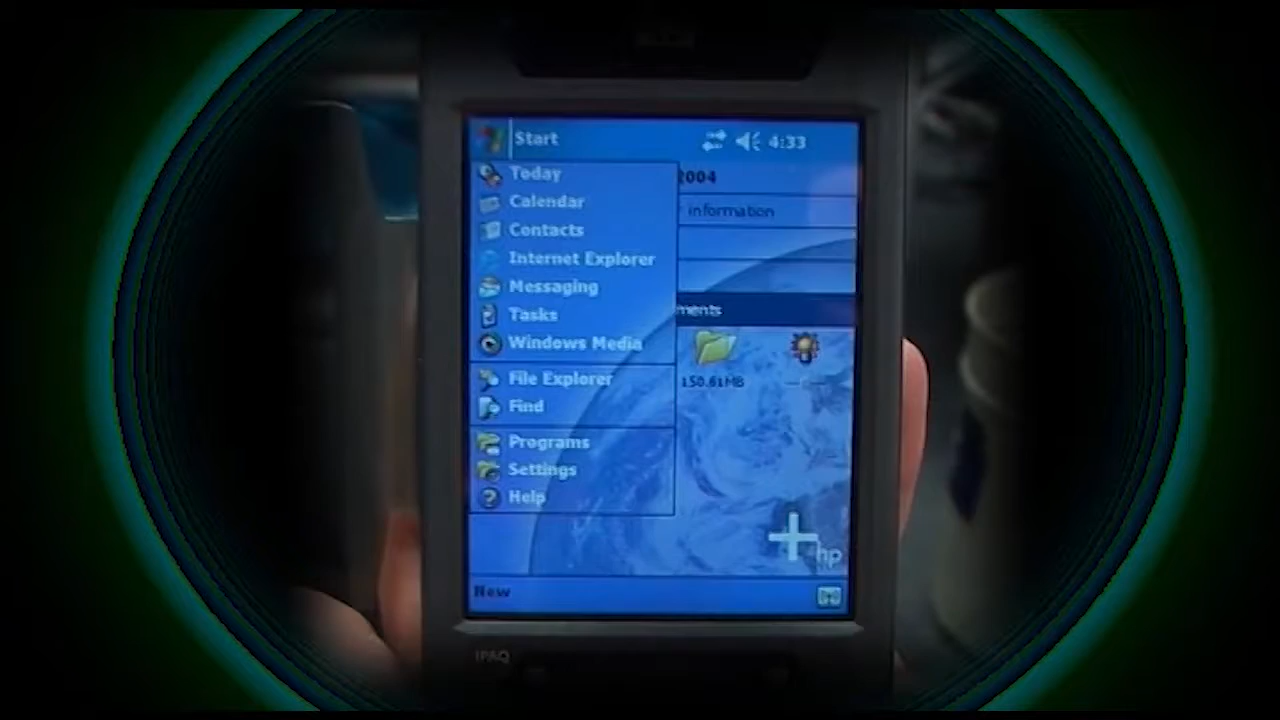 Start 4:33
Today
2004
Calendar
information
Contacts
Internet Explorer
Messaging
Tasks
ments
Windows Media
File Explorer
150.61MB
Find
Programs
Settings
Help
hp
New
iPAQ